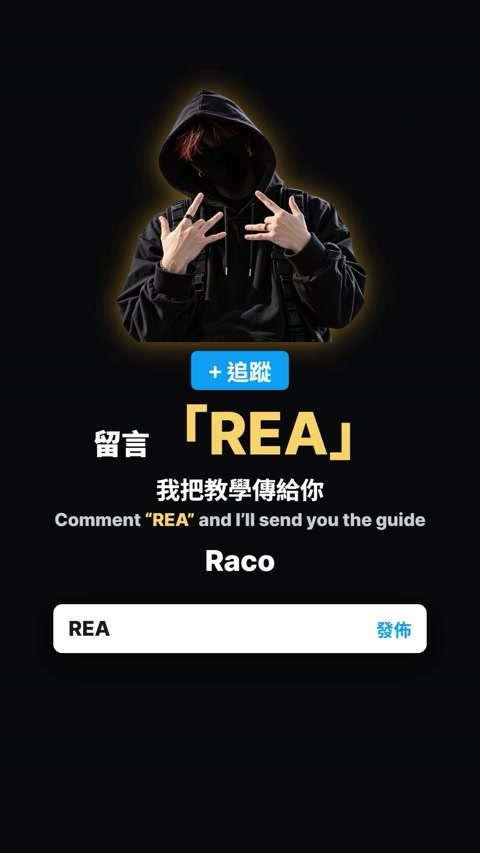 + 追蹤
留言「REA」
我把教學傳給你
Comment “REA” and I’ll send you the guide
Raco
REA 發佈